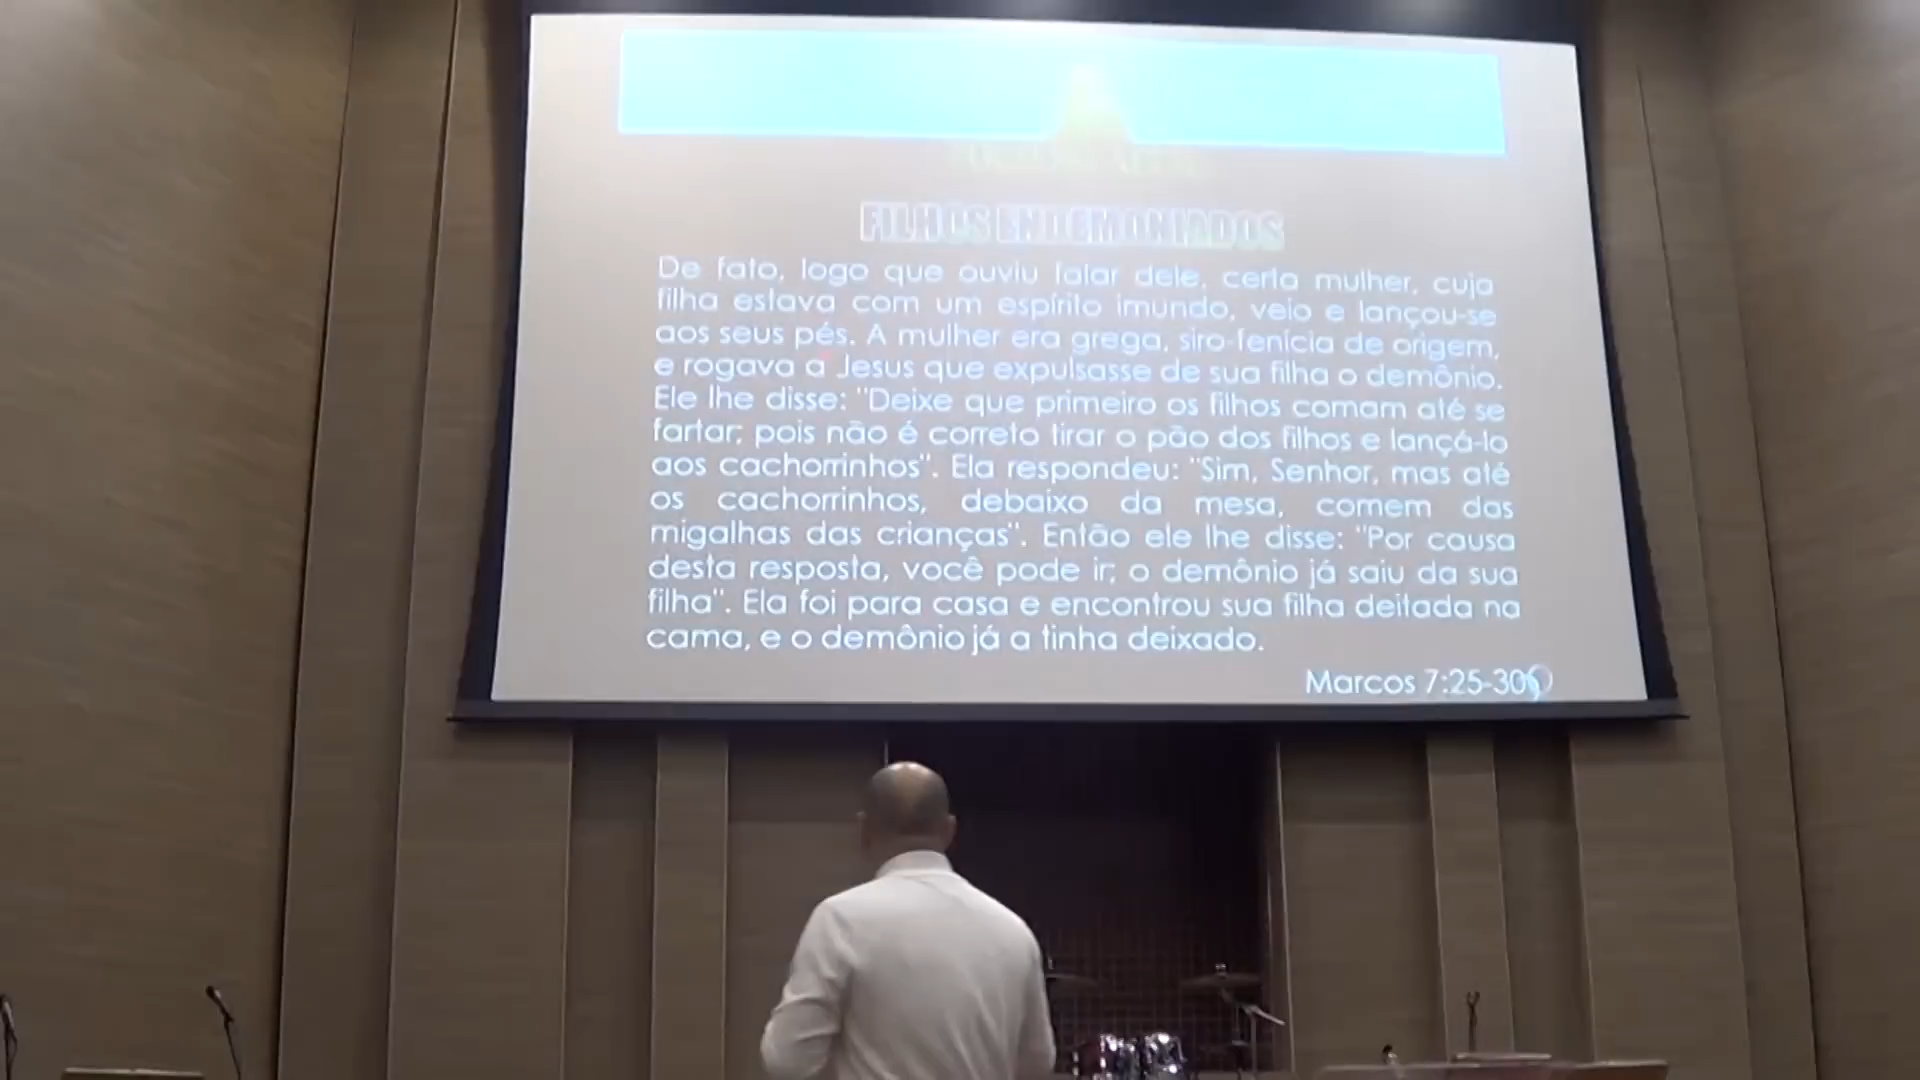 FILHOS ENDEMONIADOS
De fato, logo que ouviu falar dele, certa mulher, cuja
filha estava com um espírito imundo, veio e lançou-se
aos seus pés. A mulher era grega, siro-fenícia de origem,
e rogava a Jesus que expulsasse de sua filha o demônio.
Ele lhe disse: "Deixe que primeiro os filhos comam até se
fartar; pois não é correto tirar o pão dos filhos e lançá-lo
aos cachorrinhos". Ela respondeu: "Sim, Senhor, mas até
os cachorrinhos, debaixo da mesa, comem das
migalhas das crianças". Então ele lhe disse: "Por causa
desta resposta, você pode ir; o demônio já saiu da sua
filha". Ela foi para casa e encontrou sua filha deitada na
cama, e o demônio já a tinha deixado.
Marcos 7:25-30